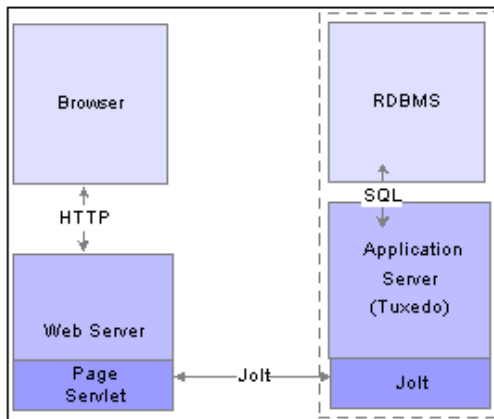 Browser
HTTP
Web Server
Page
Servlet
Jolt
RDBMS
SQL
Application
Server
(Tuxedo)
Jolt